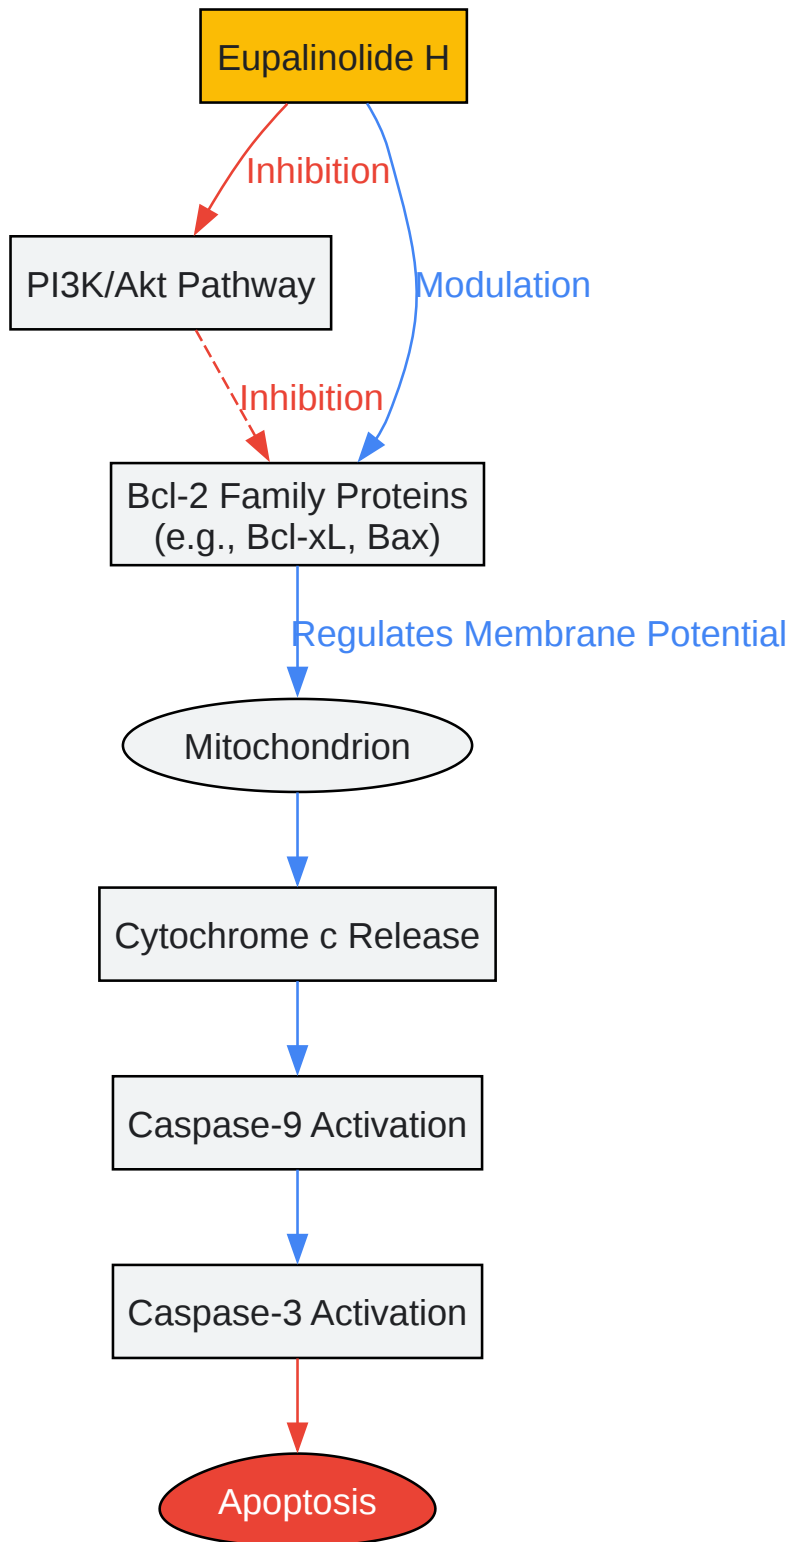 Eupalinolide H
Inhibition
PI3K/Akt Pathway
Modulation
Inhibition
Bcl-2 Family Proteins
(e.g., Bcl-xL, Bax)
Regulates Membrane Potential
Mitochondrion
Cytochrome c Release
Caspase-9 Activation
Caspase-3 Activation
Apoptosis